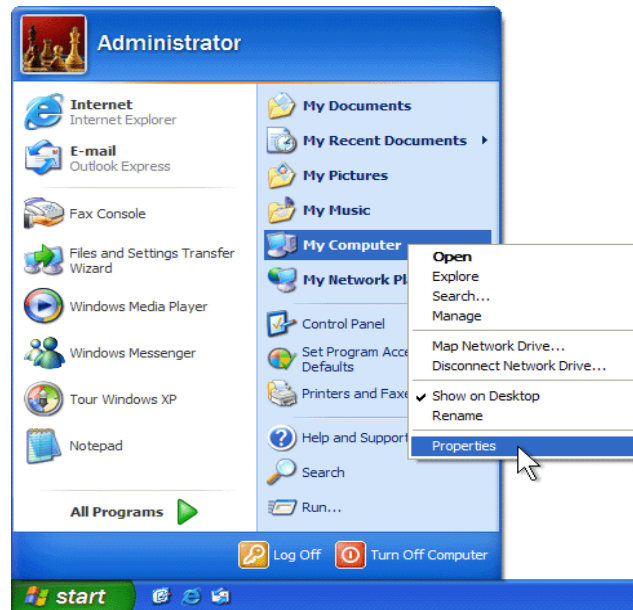 Administrator
Internet
Internet Explorer
E-mail
Outlook Express
Fax Console
Files and Settings Transfer
Wizard
Windows Media Player
Windows Messenger
Tour Windows XP
Notepad
All Programs
My Documents
My Recent Documents
My Pictures
My Music
My Computer
My Network Pl
Control Panel
Set Program Acce
Defaults
Printers and Faxe
Help and Support
Search
Run...
Open
Explore
Search...
Manage
Map Network Drive...
Disconnect Network Drive...
Show on Desktop
Rename
Properties
Log Off
Turn Off Computer
start